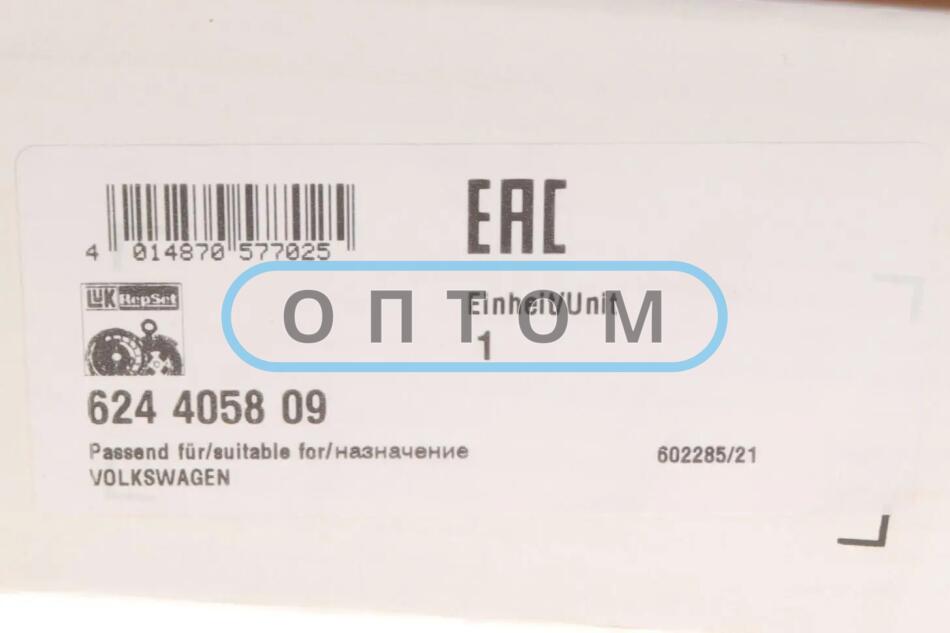 EAC
4 014870 577025
LUK RepSet
ОПТОМ
Einheit/Unit
1
624 4058 09
Passend für/suitable for/назначение
602285/21
VOLKSWAGEN